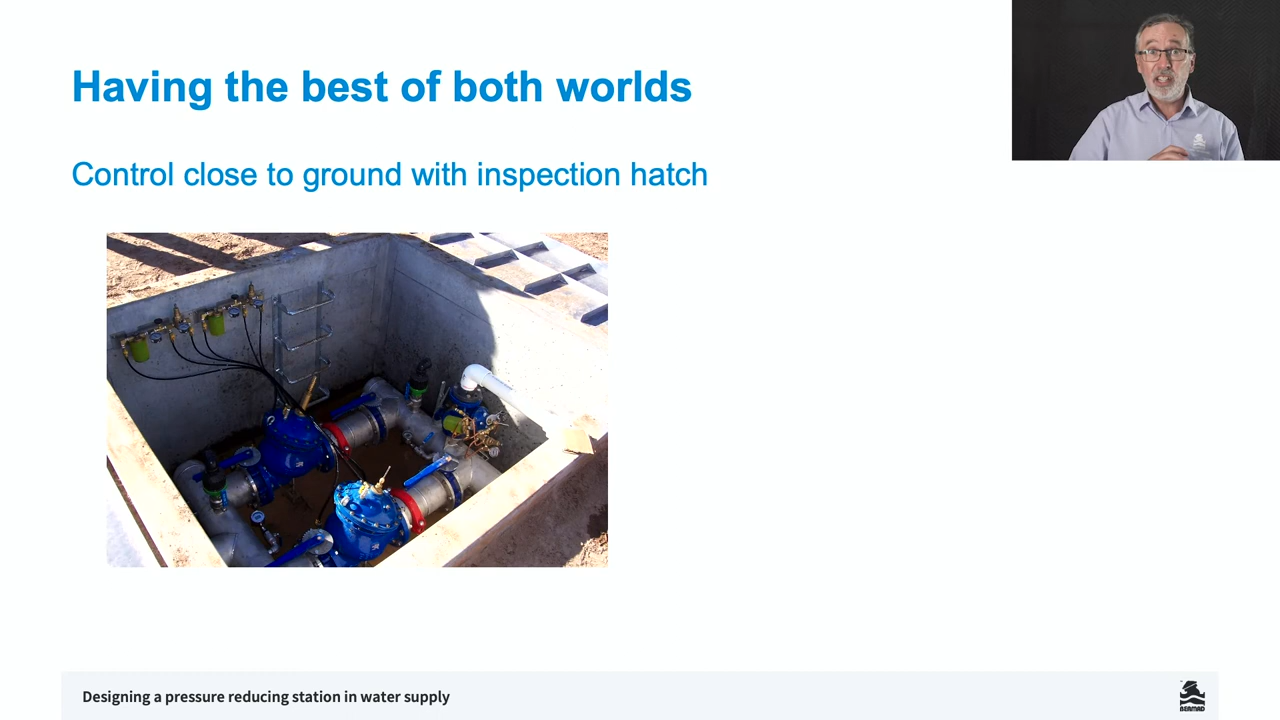 Having the best of both worlds
Control close to ground with inspection hatch
Designing a pressure reducing station in water supply
BERMAD